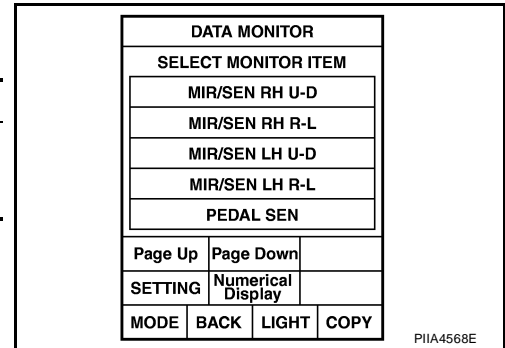 DATA MONITOR
SELECT MONITOR ITEM
MIR/SEN RH U-D
MIR/SEN RH R-L
MIR/SEN LH U-D
MIR/SEN LH R-L
PEDAL SEN
Page Up Page Down
SETTING Numerical Display
MODE BACK LIGHT COPY
PIIA4568E